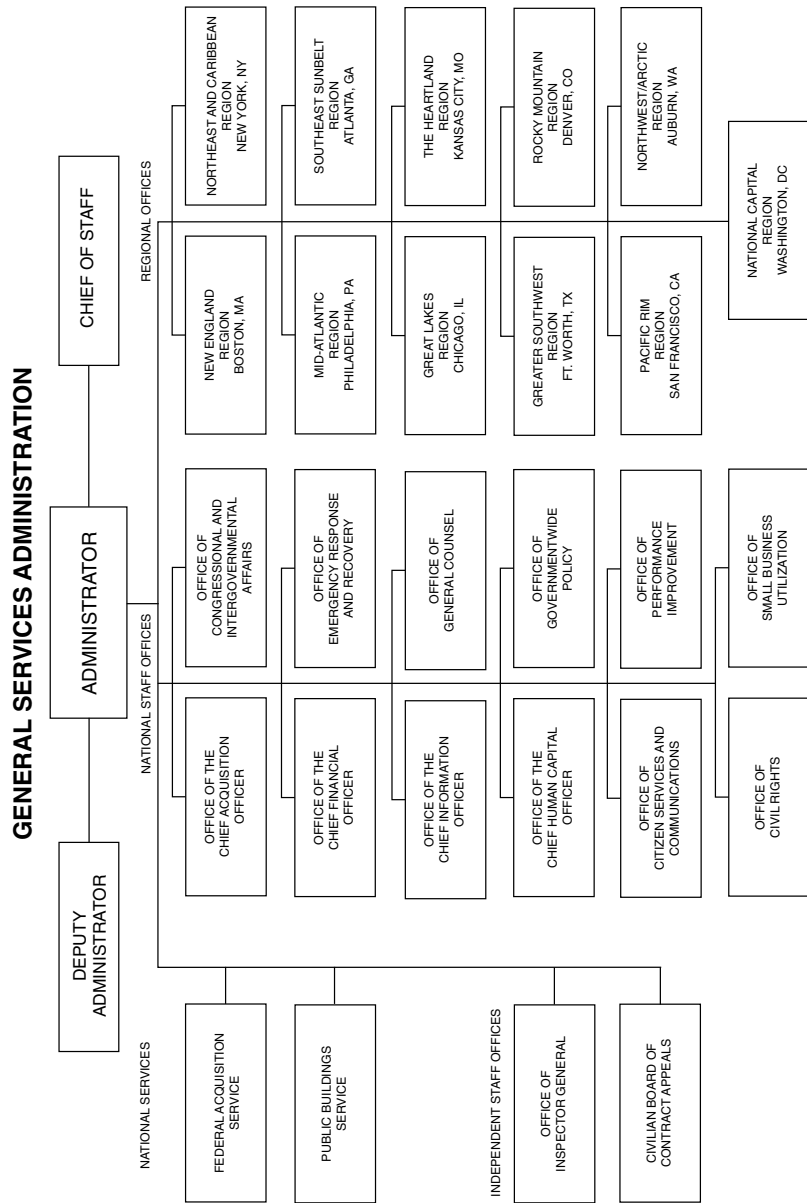 GENERAL SERVICES ADMINISTRATION
DEPUTY
ADMINISTRATOR
ADMINISTRATOR
CHIEF OF STAFF
NATIONAL SERVICES
FEDERAL ACQUISITION
SERVICE
PUBLIC BUILDINGS
SERVICE
INDEPENDENT STAFF OFFICES
OFFICE OF
INSPECTOR GENERAL
CIVILIAN BOARD OF
CONTRACT APPEALS
NATIONAL STAFF OFFICES
OFFICE OF THE
CHIEF ACQUISITION
OFFICER
OFFICE OF
CONGRESSIONAL AND
INTERGOVERNMENTAL
AFFAIRS
OFFICE OF THE
CHIEF FINANCIAL
OFFICER
OFFICE OF
EMERGENCY RESPONSE
AND RECOVERY
OFFICE OF THE
CHIEF INFORMATION
OFFICER
OFFICE OF
GENERAL COUNSEL
OFFICE OF THE
CHIEF HUMAN CAPITAL
OFFICER
OFFICE OF
GOVERNMENTWIDE
POLICY
OFFICE OF
CITIZEN SERVICES AND
COMMUNICATIONS
OFFICE OF
PERFORMANCE
IMPROVEMENT
OFFICE OF
CIVIL RIGHTS
OFFICE OF
SMALL BUSINESS
UTILIZATION
REGIONAL OFFICES
NEW ENGLAND
REGION
BOSTON, MA
NORTHEAST AND CARIBBEAN
REGION
NEW YORK, NY
MID-ATLANTIC
REGION
PHILADELPHIA, PA
SOUTHEAST SUNBELT
REGION
ATLANTA, GA
GREAT LAKES
REGION
CHICAGO, IL
THE HEARTLAND
REGION
KANSAS CITY, MO
GREATER SOUTHWEST
REGION
FT. WORTH, TX
ROCKY MOUNTAIN
REGION
DENVER, CO
PACIFIC RIM
REGION
SAN FRANCISCO, CA
NORTHWEST/ARCTIC
REGION
AUBURN, WA
NATIONAL CAPITAL
REGION
WASHINGTON, DC